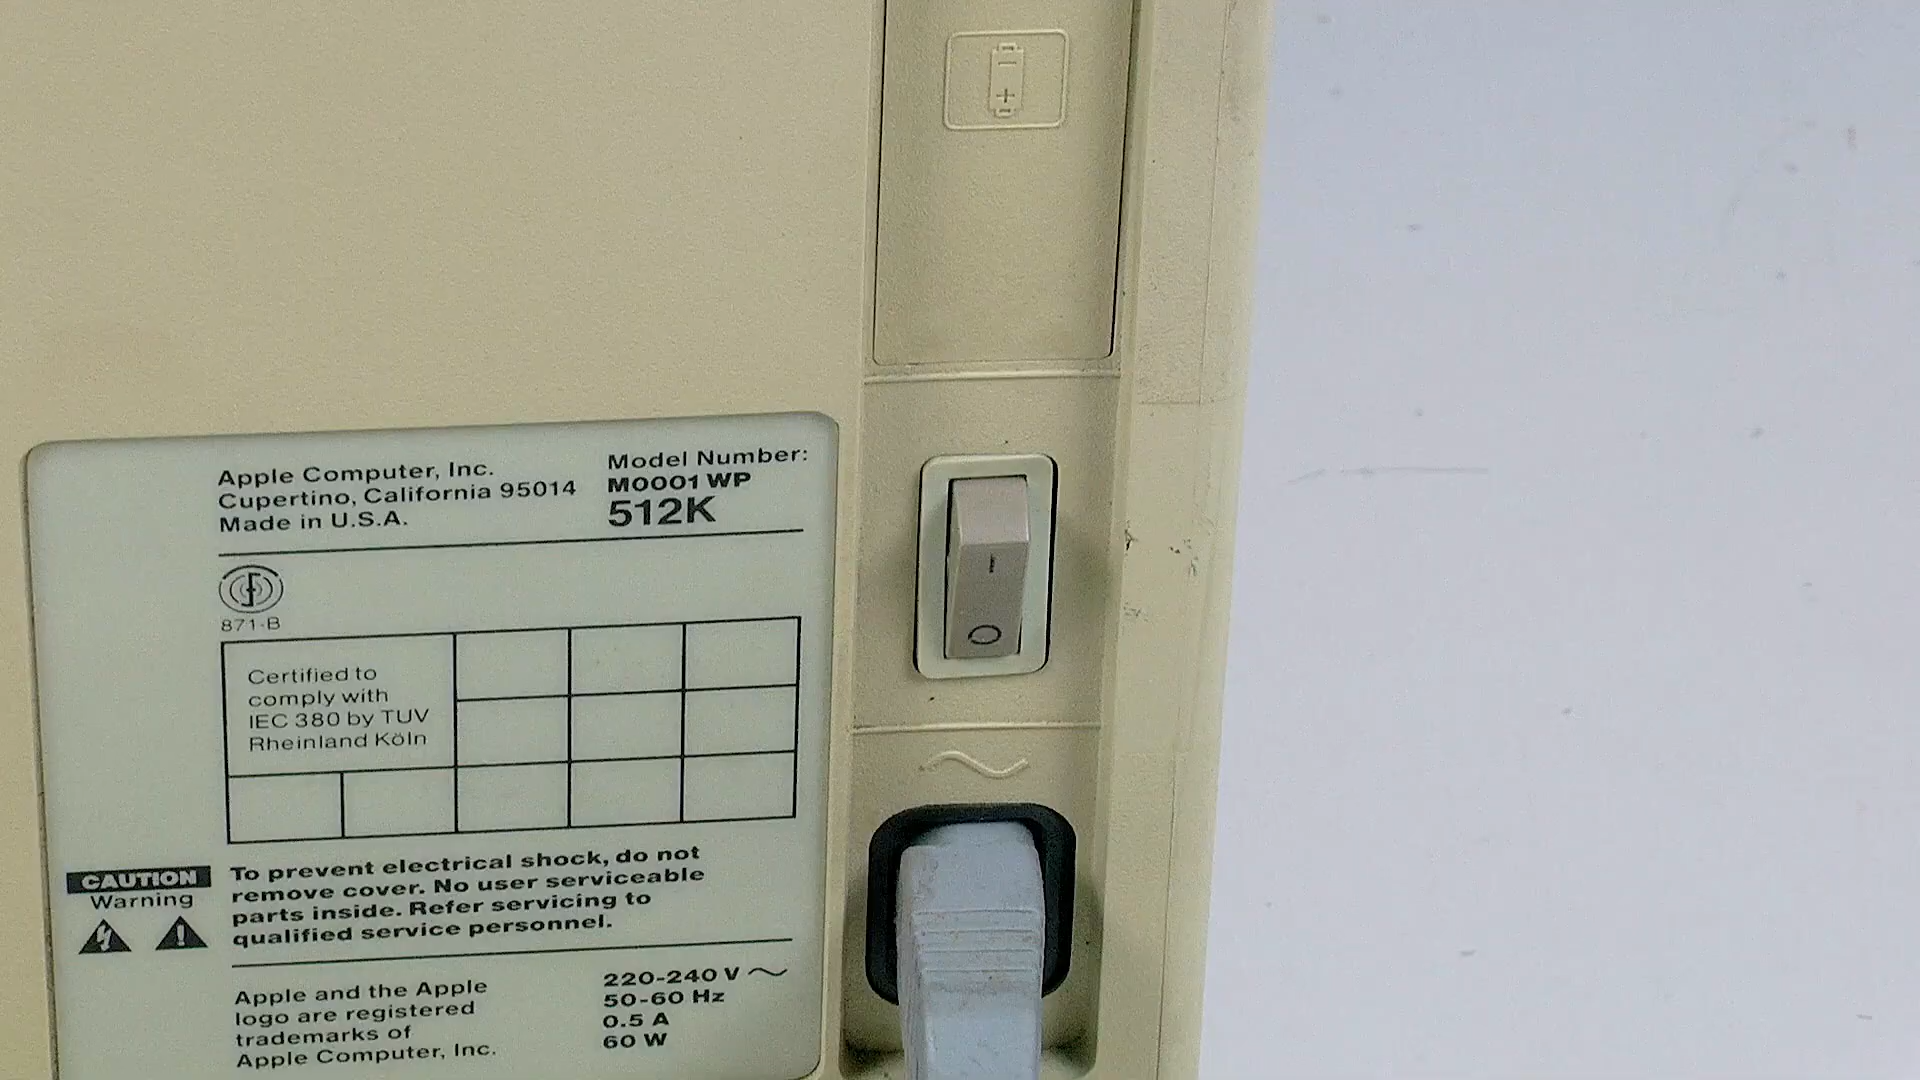 Apple Computer, Inc.
Cupertino, California 95014
Made in U.S.A.
Model Number:
M0001 WP
512K
871-B
Certified to
comply with
IEC 380 by TUV
Rheinland Köln
CAUTION
Warning
To prevent electrical shock, do not
remove cover. No user serviceable
parts inside. Refer servicing to
qualified service personnel.
Apple and the Apple
logo are registered
trademarks of
Apple Computer, Inc.
220-240 V ~
50-60 Hz
0.5 A
60 W